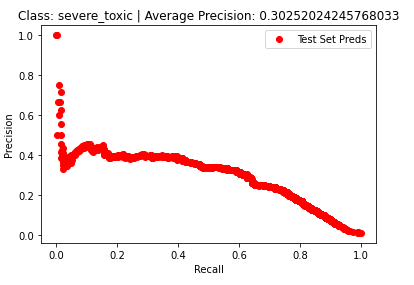 Class: severe_toxic | Average Precision: 0.30252024245768033
Test Set Preds
1.0
0.8
0.6
0.4
0.2
0.0
Precision
0.0 0.2 0.4 0.6 0.8 1.0
Recall